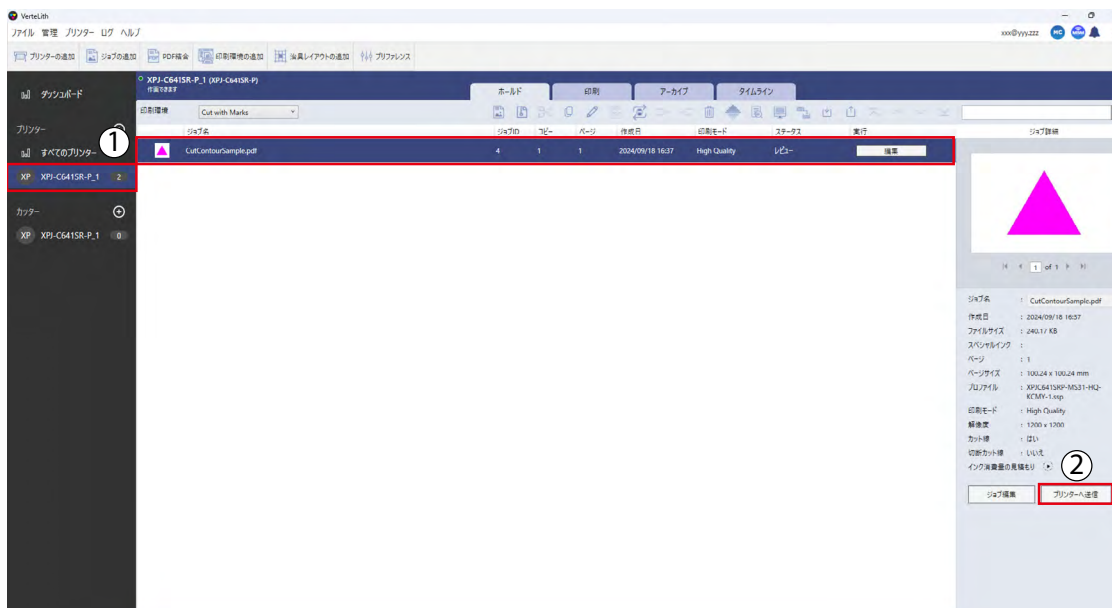 VerteLith
ファイル 管理 プリンター ログ ヘルプ
xxx@yyy.zzz MC
プリンターの追加 ジョブの追加 PDF結合 印刷環境の追加 治具レイアウトの追加 プリファレンス
ダッシュボード
XPJ-C641SR-P_1 (XPJ-C641SR-P)
作画できます
ホールド 印刷 アーカイブ タイムライン
印刷環境 Cut with Marks
プリンター
①
すべてのプリンター
XP XPJ-C641SR-P_1 2
カッター
XP XPJ-C641SR-P_1 0
ジョブ名 ジョブID コピー ページ 作成日 印刷モード ステータス 実行
CutContourSample.pdf 4 1 1 2024/09/18 16:37 High Quality レビュー 編集
ジョブ詳細
1 of 1
ジョブ名 : CutContourSample.pdf
作成日 : 2024/09/18 16:37
ファイルサイズ : 240.17 KB
スペシャルインク :
ページ : 1
ページサイズ : 100.24 x 100.24 mm
プロファイル : XPJC641SRP-MS31-HQ-
KCMY-1.ssp
印刷モード : High Quality
解像度 : 1200 x 1200
カット線 : はい
切断カット線 : いいえ
インク消費量の見積もり
②
ジョブ編集 プリンターへ送信